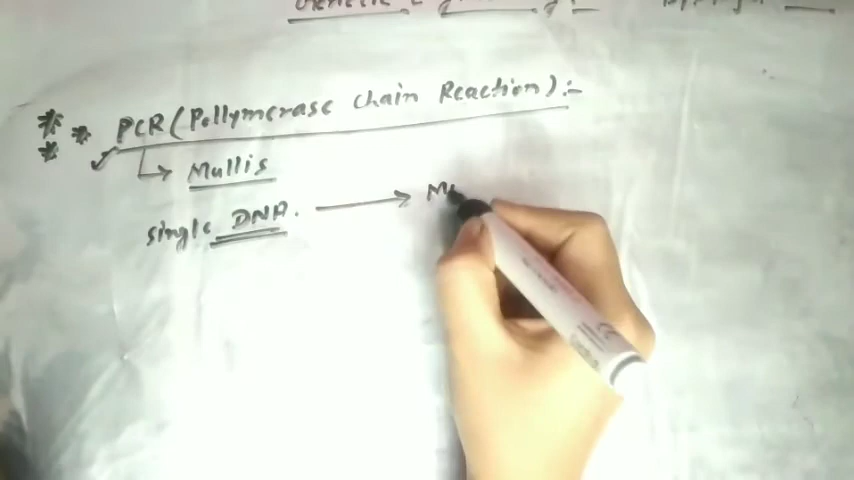 ** * PCR (Pollymerase chain Reaction) :-
Mullis
single DNA. → M